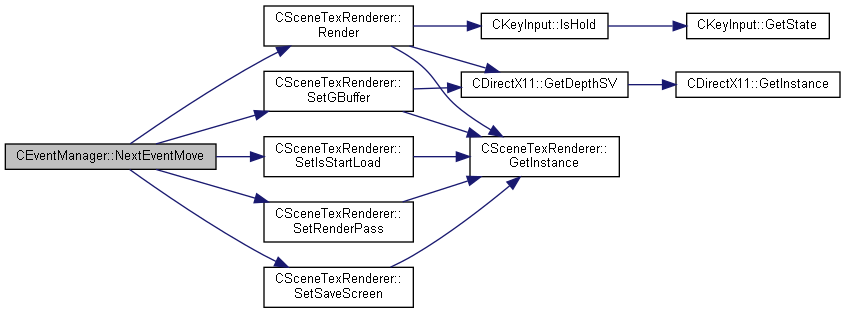 CEventManager::NextEventMove
CSceneTexRenderer::
Render
CSceneTexRenderer::
SetGBuffer
CSceneTexRenderer::
SetIsStartLoad
CSceneTexRenderer::
SetRenderPass
CSceneTexRenderer::
SetSaveScreen
CKeyInput::IsHold
CDirectX11::GetDepthSV
CSceneTexRenderer::
GetInstance
CKeyInput::GetState
CDirectX11::GetInstance